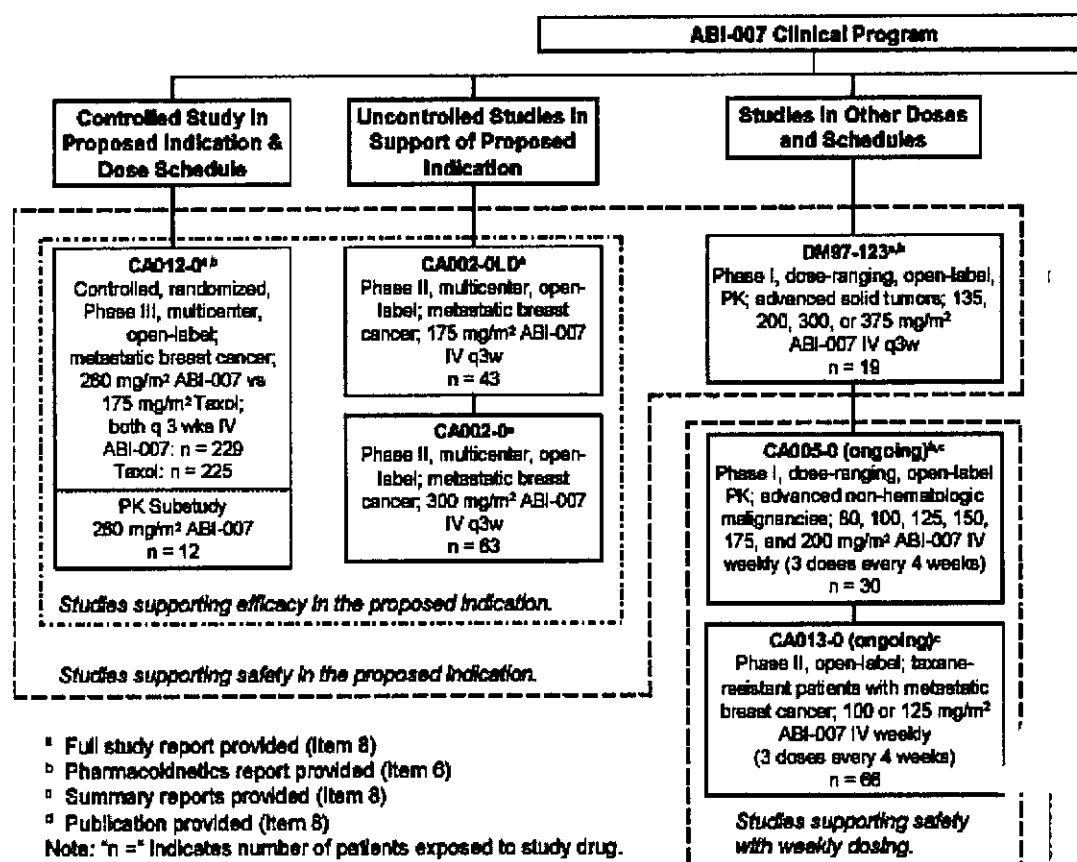 ABI-007 Clinical Program
Controlled Study in
Proposed Indication &
Dose Schedule
Uncontrolled Studies in
Support of Proposed
Indication
Studies in Other Doses
and Schedules
CA012-0ᵃ,ᵇ
Controlled, randomized,
Phase III, multicenter,
open-label;
metastatic breast cancer;
260 mg/m² ABI-007 vs
175 mg/m² Taxol;
both q 3 wks IV
ABI-007: n = 229
Taxol: n = 225
PK Substudy
260 mg/m² ABI-007
n = 12
CA002-0LDᵃ
Phase II, multicenter, open-
label; metastatic breast
cancer; 175 mg/m² ABI-007
IV q3w
n = 43
CA002-0ᵃ
Phase II, multicenter, open-
label; metastatic breast
cancer; 300 mg/m² ABI-007
IV q3w
n = 63
Studies supporting efficacy in the proposed indication.
Studies supporting safety in the proposed indication.
DM97-123ᵃ,ᵇ
Phase I, dose-ranging, open-label,
PK; advanced solid tumors; 135,
200, 300, or 375 mg/m²
ABI-007 IV q3w
n = 19
CA005-0 (ongoing)ᵇ,ᶜ
Phase I, dose-ranging, open-label
PK; advanced non-hematologic
malignancies; 80, 100, 125, 150,
175, and 200 mg/m² ABI-007 IV
weekly (3 doses every 4 weeks)
n = 30
CA013-0 (ongoing)ᶜ
Phase II, open-label; taxane-
resistant patients with metastatic
breast cancer; 100 or 125 mg/m²
ABI-007 IV weekly
(3 doses every 4 weeks)
n = 66
Studies supporting safety
with weekly dosing.
ᵃ Full study report provided (Item 8)
ᵇ Pharmacokinetics report provided (Item 6)
ᶜ Summary reports provided (Item 8)
ᵈ Publication provided (Item 8)
Note: "n =" indicates number of patients exposed to study drug.